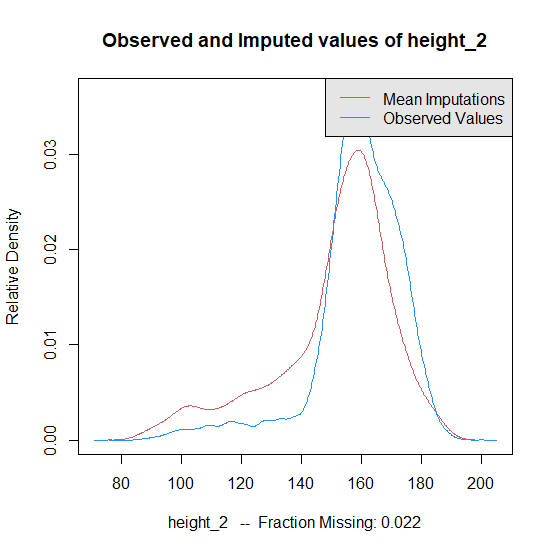 Observed and Imputed values of height_2
Mean Imputations
Observed Values
Relative Density
0.00
0.01
0.02
0.03
80 100 120 140 160 180 200
height_2 -- Fraction Missing: 0.022